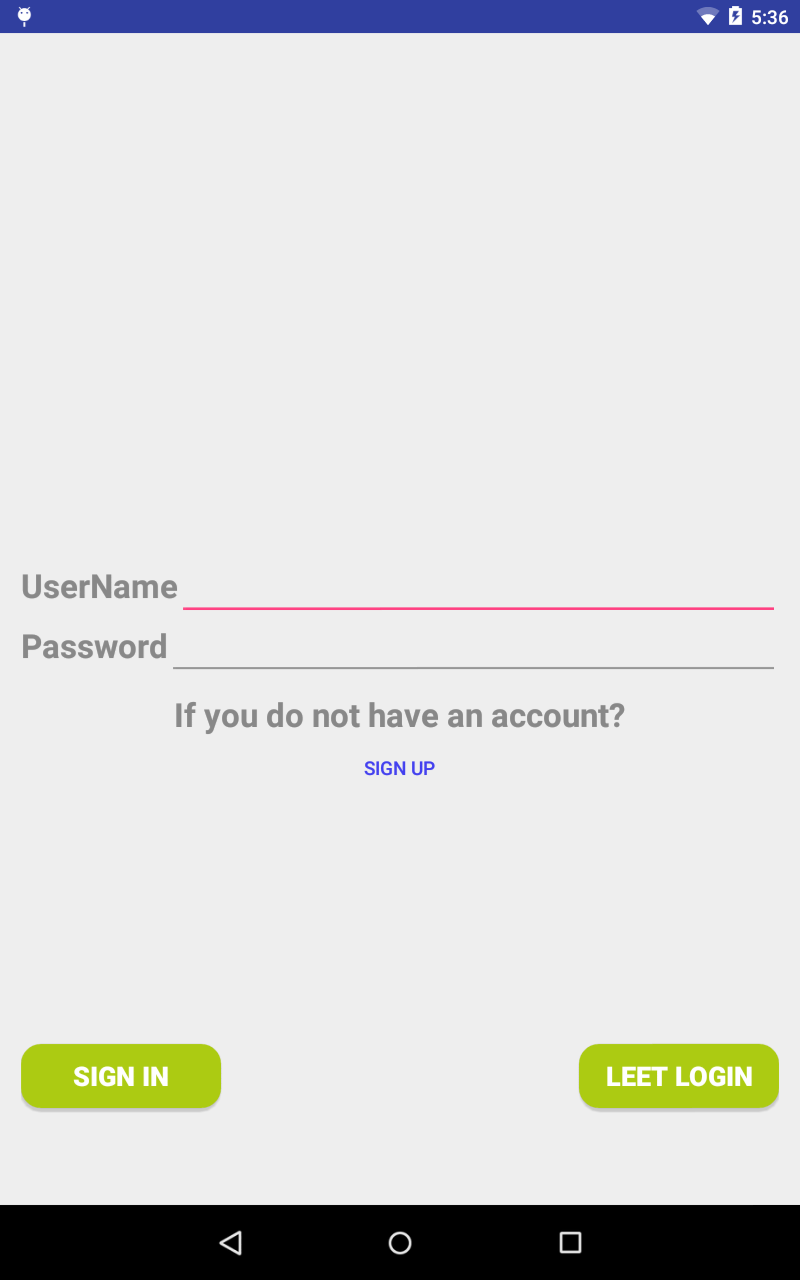 5:36
UserName
Password
If you do not have an account?
SIGN UP
SIGN IN
LEET LOGIN